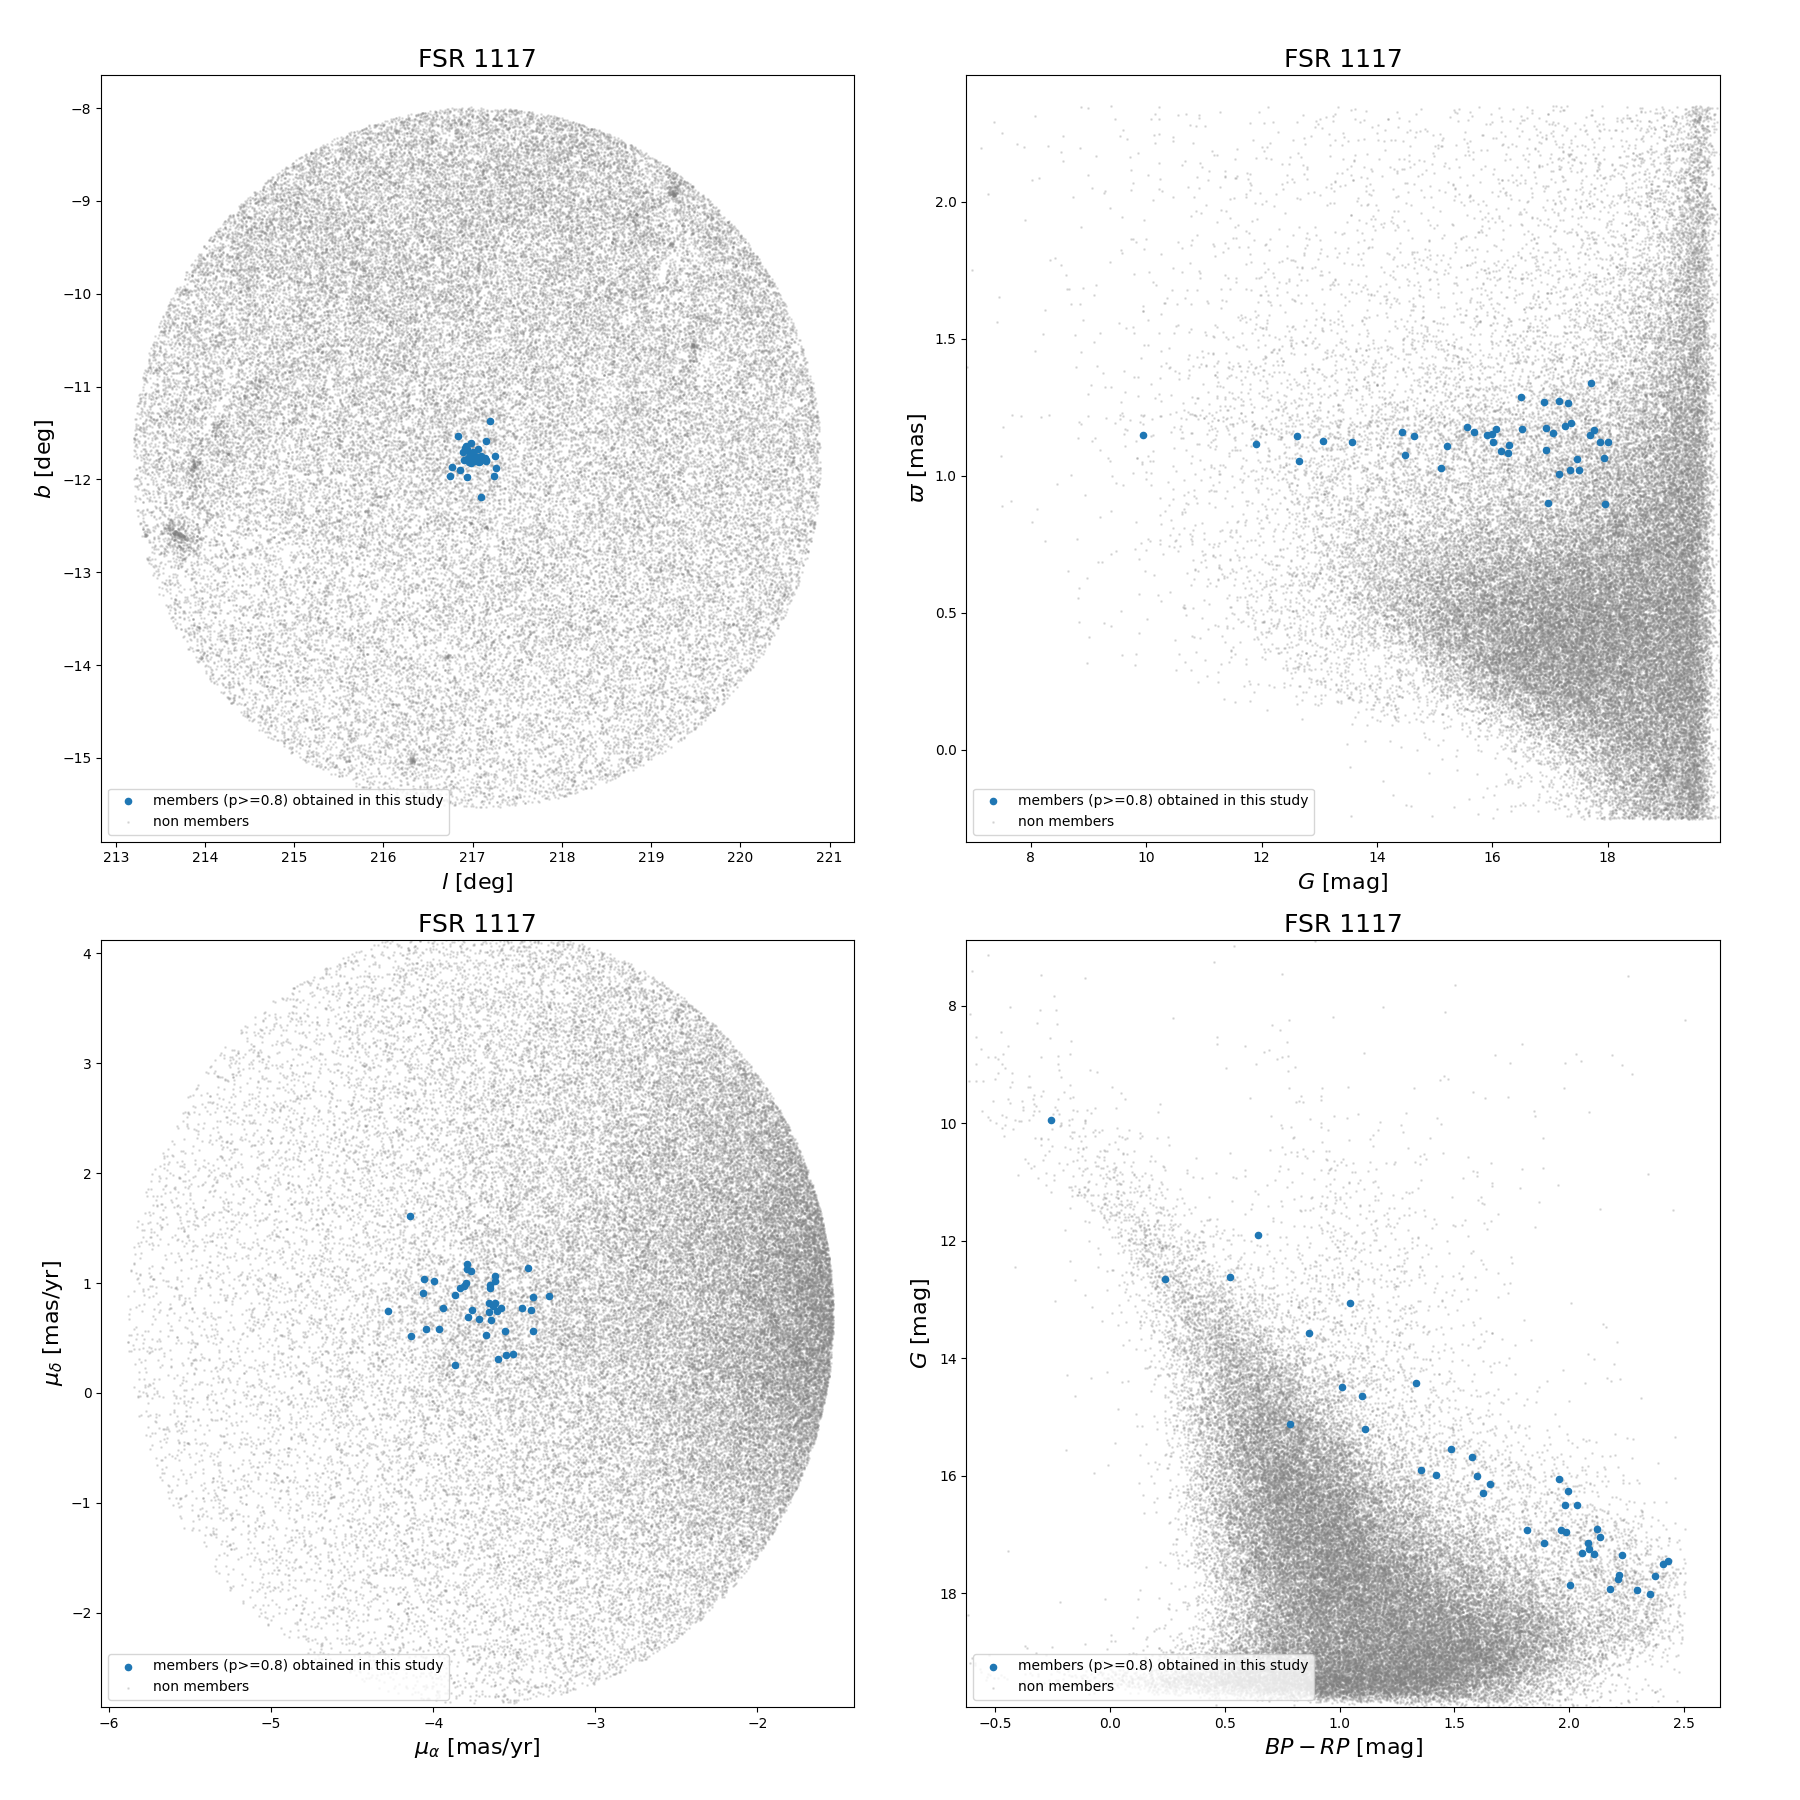 FSR 1117
−8
−9
−10
−11
−12
−13
−14
−15
b [deg]
members (p>=0.8) obtained in this study
non members
213 214 215 216 217 218 219 220 221
l [deg]
FSR 1117
2.0
1.5
1.0
0.5
0.0
ϖ [mas]
members (p>=0.8) obtained in this study
non members
8 10 12 14 16 18
G [mag]
FSR 1117
4
3
2
1
0
−1
−2
μδ [mas/yr]
members (p>=0.8) obtained in this study
non members
−6 −5 −4 −3 −2
μα [mas/yr]
FSR 1117
8
10
12
14
16
18
G [mag]
members (p>=0.8) obtained in this study
non members
−0.5 0.0 0.5 1.0 1.5 2.0 2.5
BP − RP [mag]